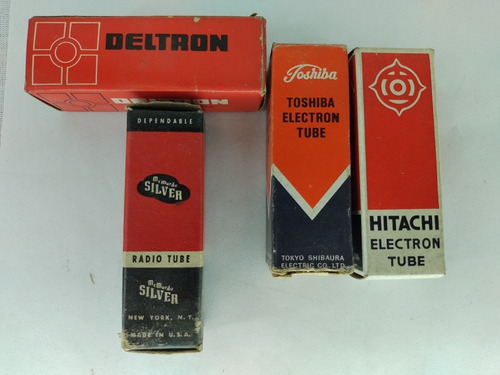 DELTRON
DELTRON
DEPENDABLE
McMurdo
SILVER
RADIO TUBE
McMurdo
SILVER
NEW YORK, N. Y.
MADE IN U.S.A.
Toshiba
TOSHIBA
ELECTRON
TUBE
TOKYO SHIBAURA
ELECTRIC CO. LTD.
HITACHI
ELECTRON
TUBE